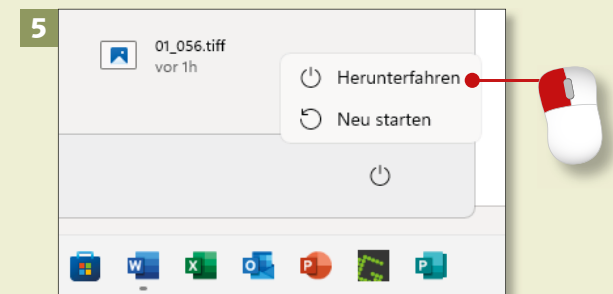 5
01_056.tiff
vor 1h
Herunterfahren
Neu starten
W
X
O
P
P